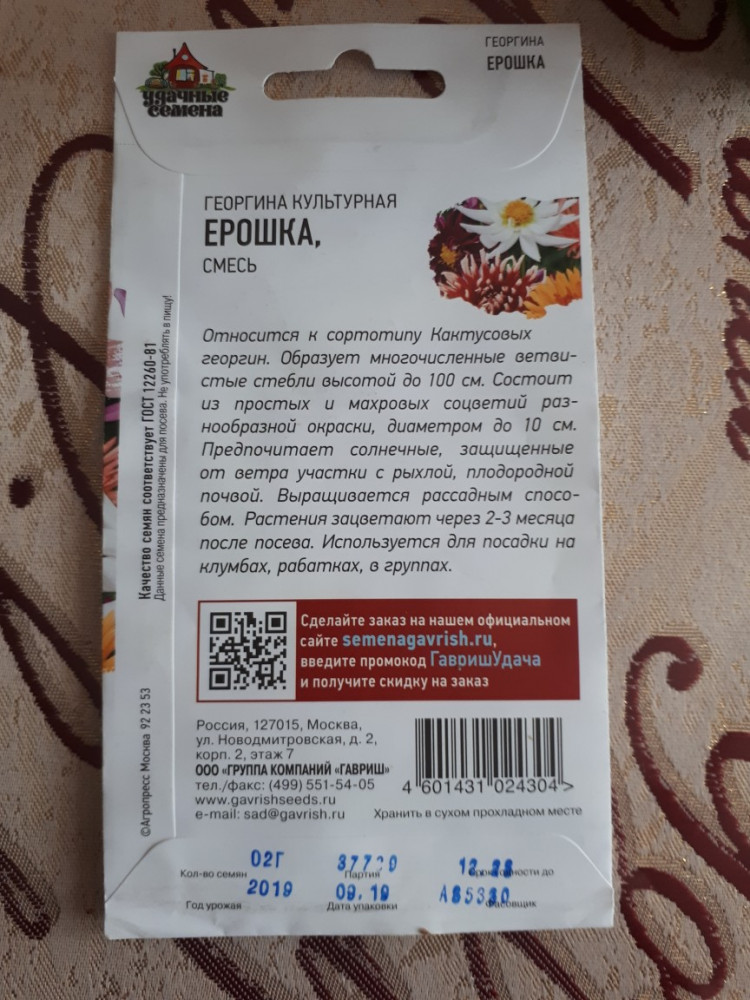 удачные
семена
ГЕОРГИНА
ЕРОШКА
ГЕОРГИНА КУЛЬТУРНАЯ
ЕРОШКА,
СМЕСЬ
Относится к сортотипу Кактусовых
георгин. Образует многочисленные ветви-
стые стебли высотой до 100 см. Состоит
из простых и махровых соцветий раз-
нообразной окраски, диаметром до 10 см.
Предпочитает солнечные, защищенные
от ветра участки с рыхлой, плодородной
почвой. Выращивается рассадным спосо-
бом. Растения зацветают через 2-3 месяца
после посева. Используется для посадки на
клумбах, рабатках, в группах.
Качество семян соответствует ГОСТ 12260-81
Данные семена предназначены для посева. Не употреблять в пищу!
©Агропресс Москва 92 23 53
Сделайте заказ на нашем официальном
сайте semenagavrish.ru,
введите промокод ГавришУдача
и получите скидку на заказ
Россия, 127015, Москва,
ул. Новодмитровская, д. 2,
корп. 2, этаж 7
ООО «ГРУППА КОМПАНИЙ «ГАВРИШ»
тел./факс: (499) 551-54-05
www.gavrishseeds.ru
e-mail: sad@gavrish.ru
4 601431 024304 >
Хранить в сухом прохладном месте
02Г
Кол-во семян
Партия
годности до
2019 09.19
Год урожая
Дата упаковки
Фасовщик